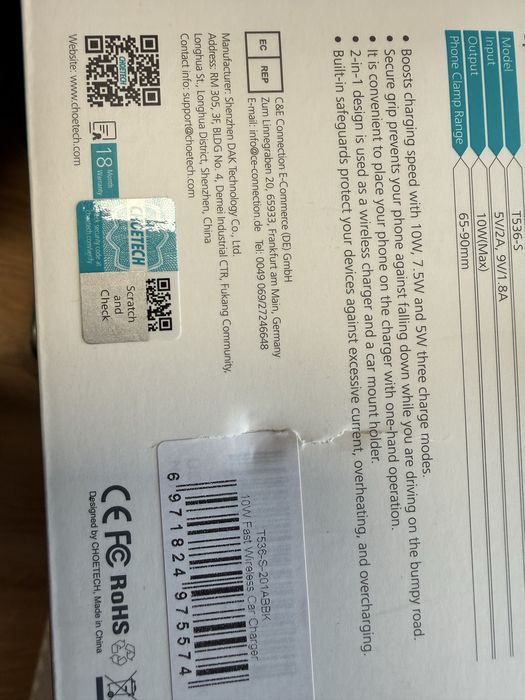 Model T536-S
Input 5V/2A, 9V/1.8A
Output 10W(Max)
Phone Clamp Range 65-90mm
• Boosts charging speed with 10W, 7.5W and 5W three charge modes.
• Secure grip prevents your phone against falling down while you are driving on the bumpy road.
• It is convenient to place your phone on the charger with one-hand operation.
• 2-in-1 design is used as a wireless charger and a car mount holder.
• Built-in safeguards protect your devices against excessive current, overheating, and overcharging.
EC REP
C&E Connection E-Commerce (DE) GmbH
Zum Linnegraben 20, 65933, Frankfurt am Main, Germany
E-mail: info@ce-connection.de Tel: 0049 069/27246648
Manufacturer: Shenzhen DAK Technology Co., Ltd.
Address: RM 305, 3F, BLDG No. 4, Demei Industrial CTR, Fukang Community,
Longhua St., Longhua District, Shenzhen, China
Contact info: support@choetech.com
CHOETECH
18 Month
Warranty
Website: www.choetech.com
CHOETECH
Scratch
and
Check
T536-S-201ABBK
10W Fast Wireless Car Charger
6 971824 975574
CE FC RoHS
Designed by CHOETECH, Made in China